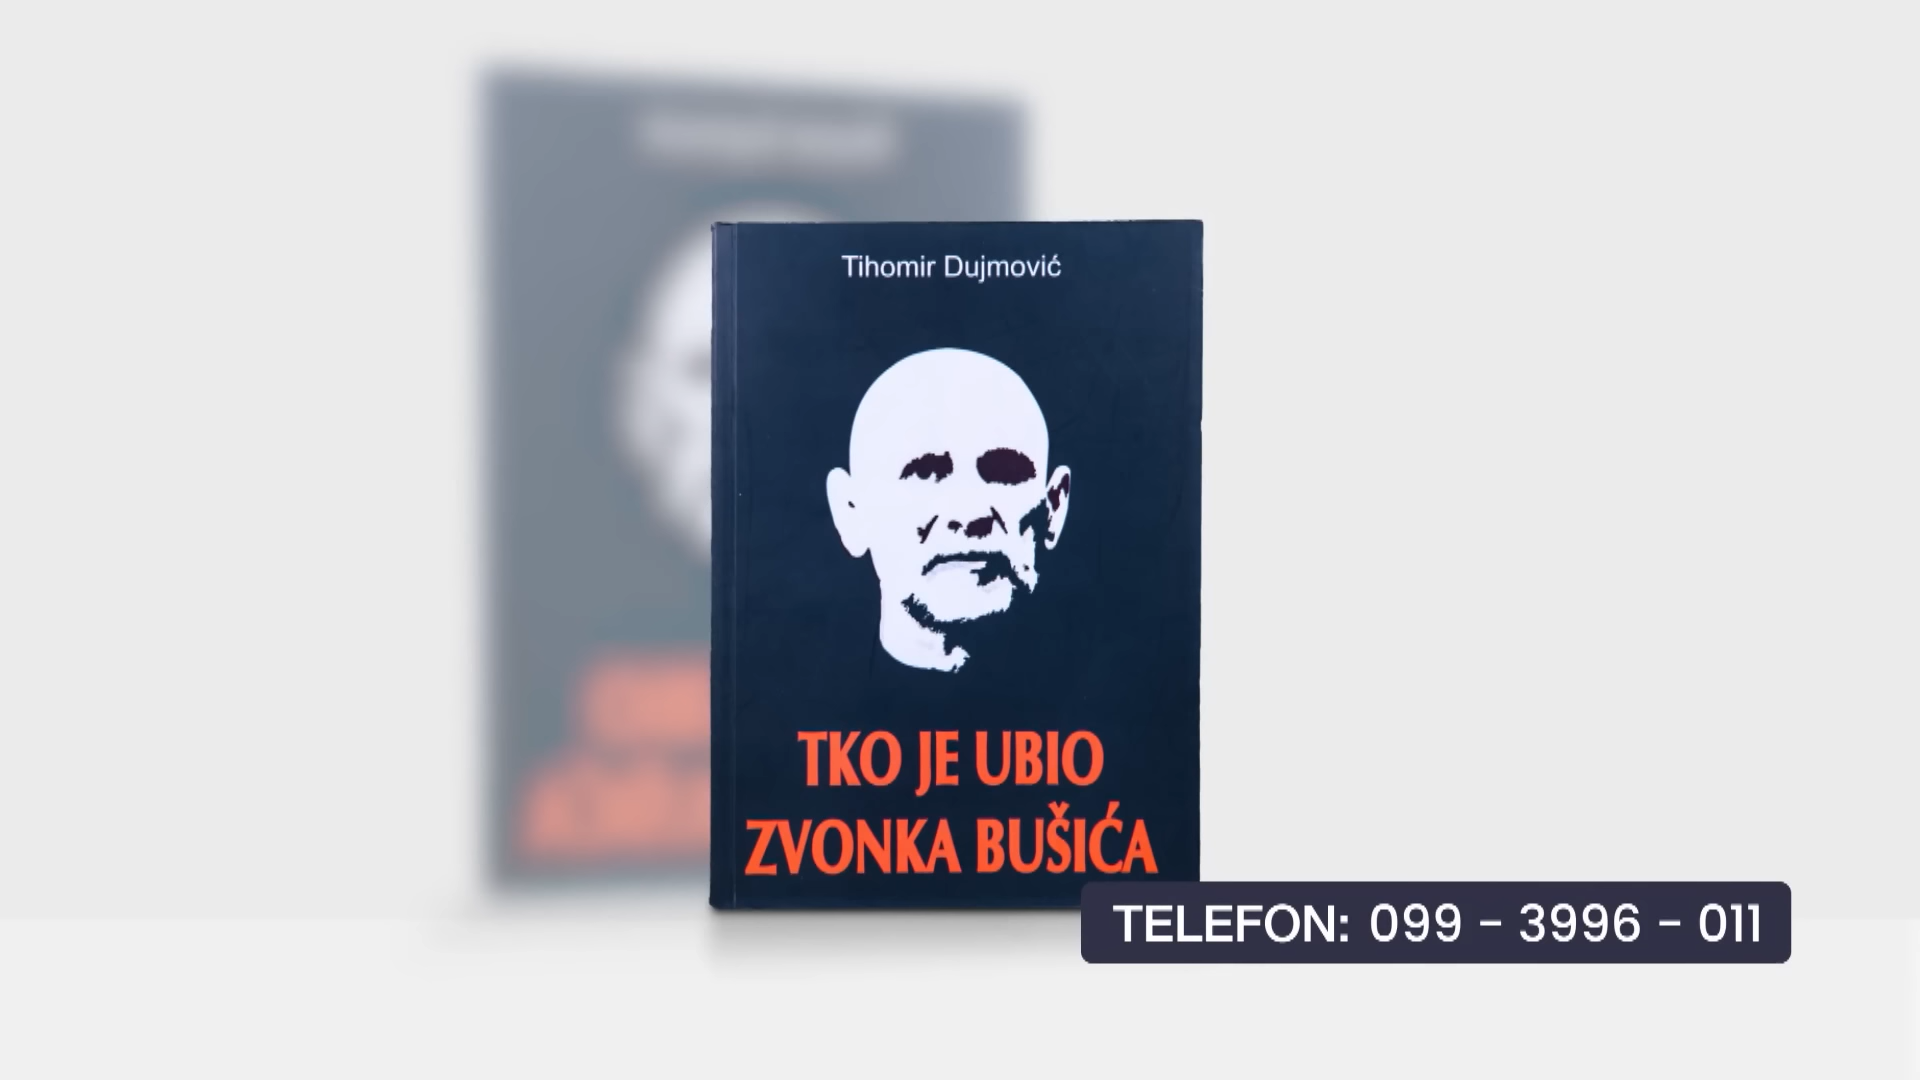 Tihomir Dujmović
TKO JE UBIO
ZVONKA BUŠIĆA
TELEFON: 099 - 3996 - 011